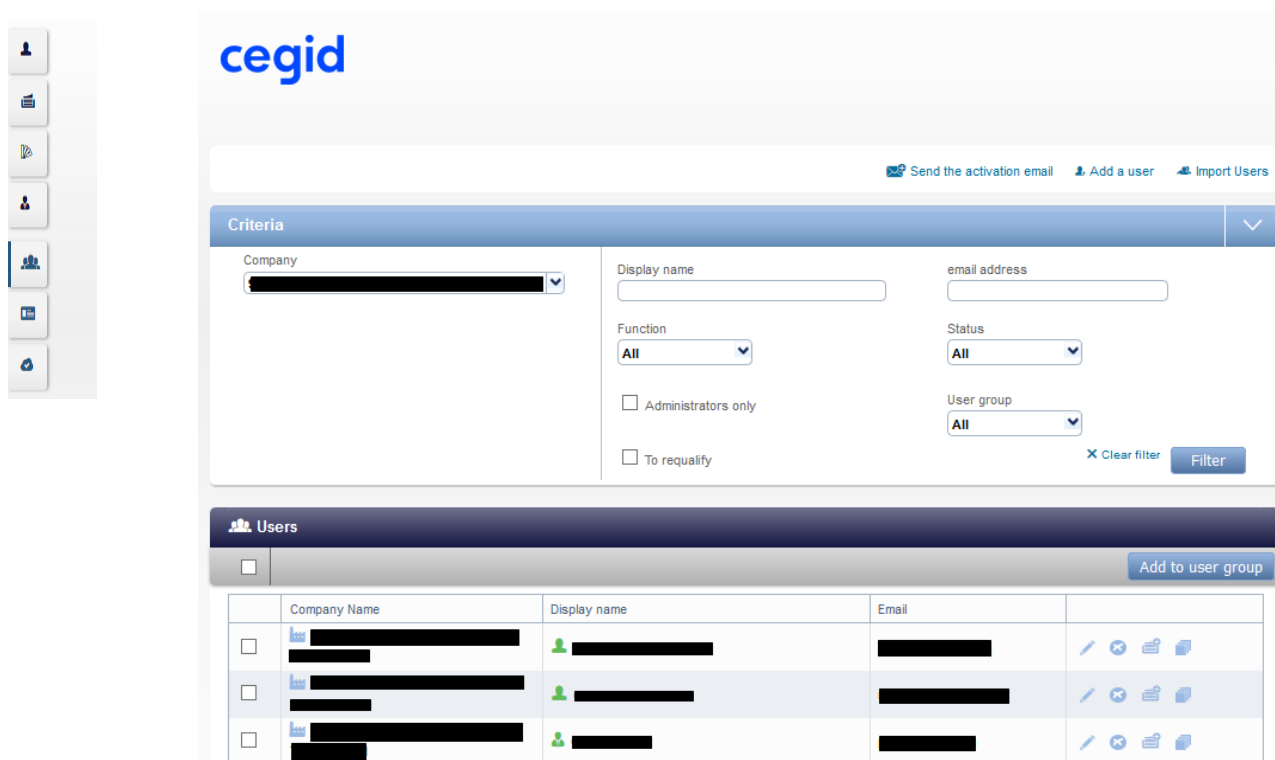 cegid
Send the activation email Add a user Import Users
Criteria
Company
Display name email address
Function Status
All All
Administrators only User group
All
To requalify Clear filter Filter
Users
Add to user group
Company Name Display name Email